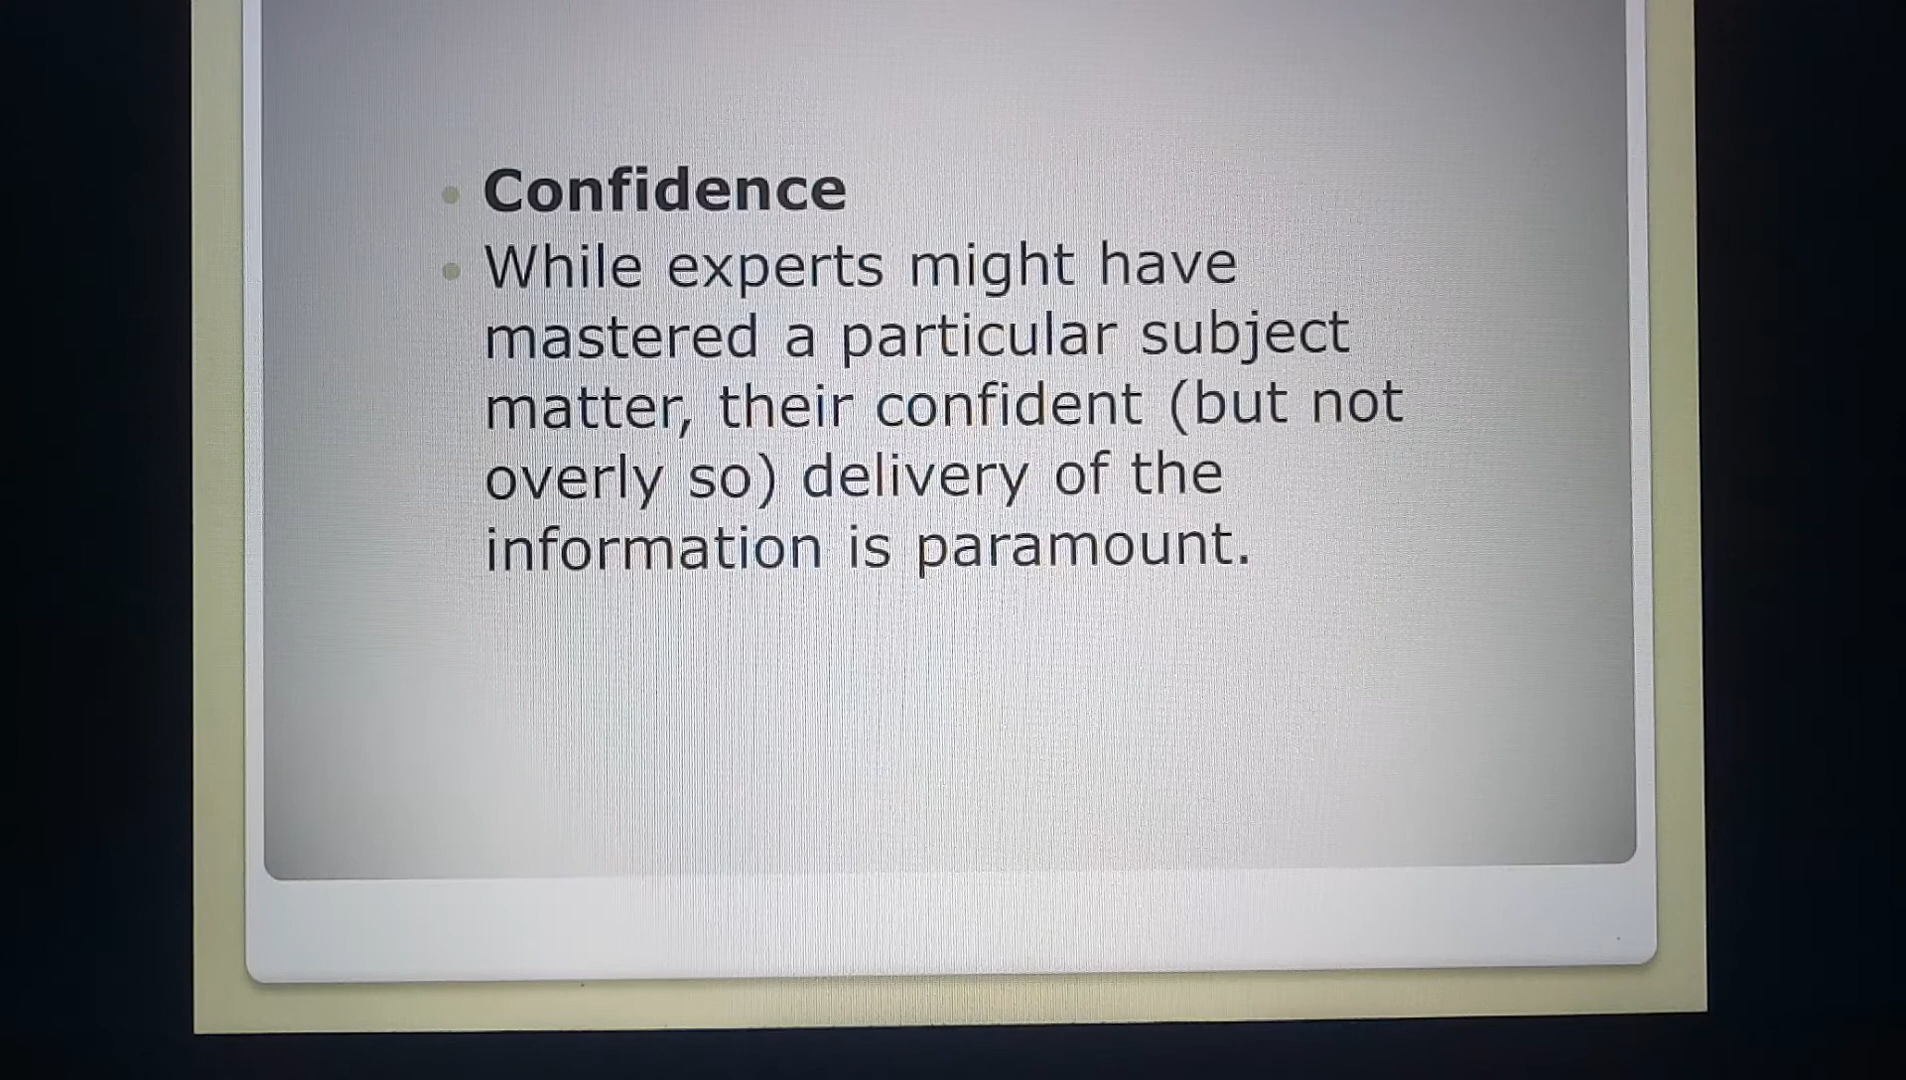 Confidence
While experts might have
mastered a particular subject
matter, their confident (but not
overly so) delivery of the
information is paramount.